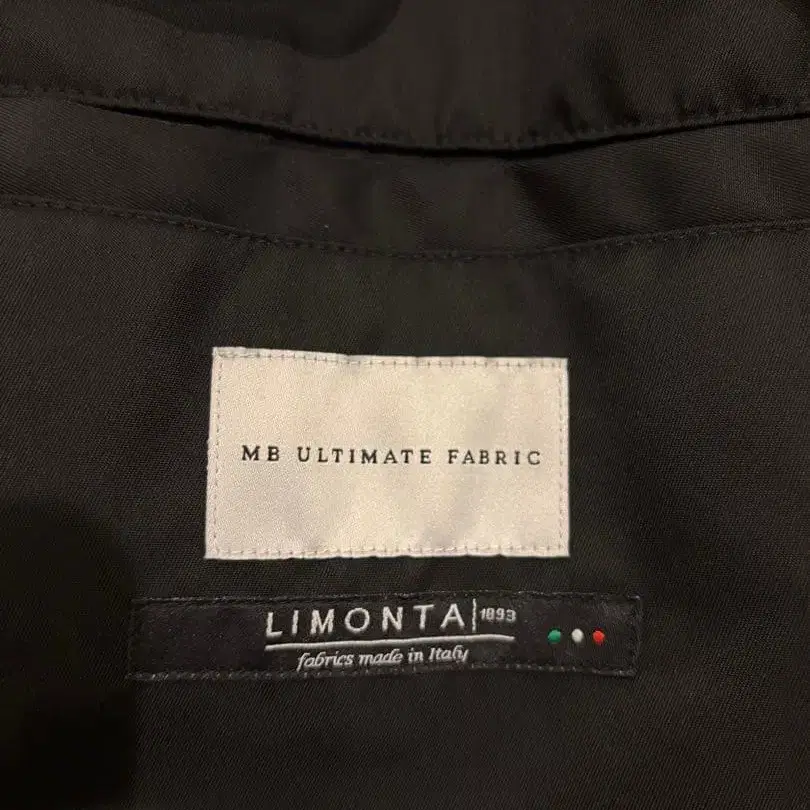 MB ULTIMATE FABRIC
LIMONTA|1893
fabrics made in Italy